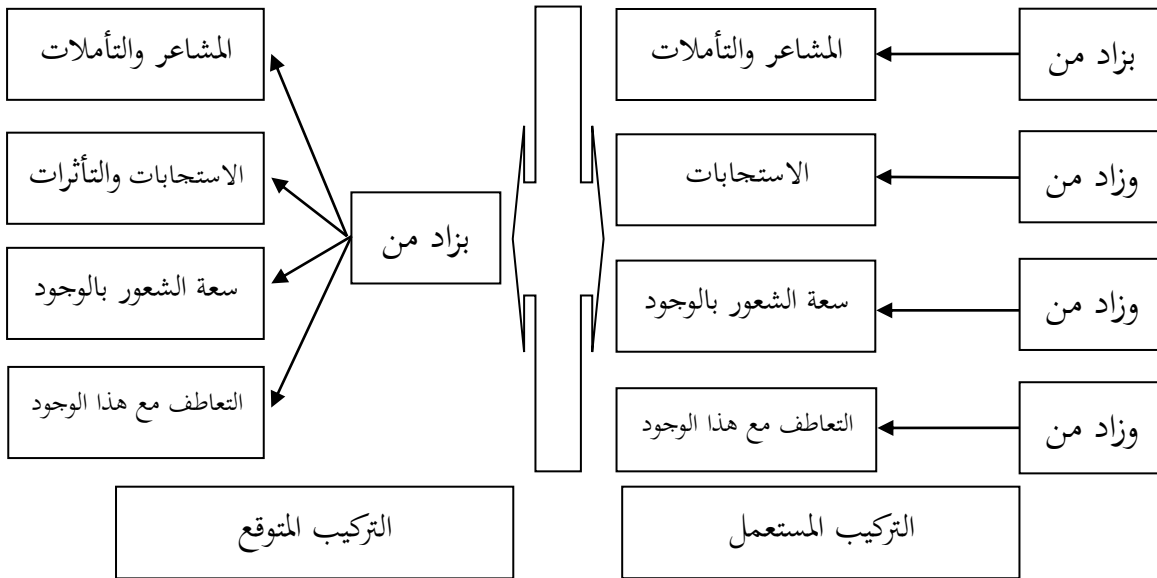 بزاد من
المشاعر والتأملات
وزاد من
الاستجابات
وزاد من
سعة الشعور بالوجود
وزاد من
التعاطف مع هذا الوجود
التركيب المستعمل
بزاد من
المشاعر والتأملات
الاستجابات والتأثرات
سعة الشعور بالوجود
التعاطف مع هذا الوجود
التركيب المتوقع